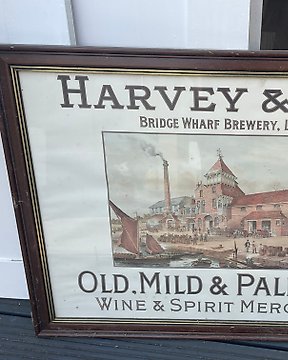 HARVEY &
BRIDGE WHARF BREWERY, L
OLD, MILD & PAL
WINE & SPIRIT MERC